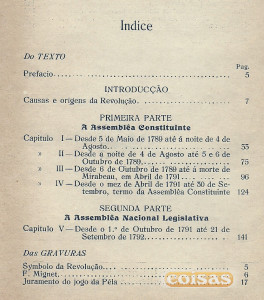 Indice
Do TEXTO
Pag.
Prefacio ..... 5
INTRODUCÇÃO
Causas e origens da Revolução... 7
PRIMEIRA PARTE
A Assembléa Constituinte
Capitulo I — Desde 5 de Maio de 1789 até á noite de 4 de
Agosto..... 53
» II — Desde a noite de 4 de Agosto até 5 e 6 de
Outubro de 1789..... 75
» III — Desde 6 de Outubro de 1789 até á morte de
Mirabeau, em Abril de 1791..... 96
» IV — Desde o mez de Abril de 1791 até 30 de Se-
tembro, termo da Assembléa Constituinte 124
SEGUNDA PARTE
A Assembléa Nacional Legislativa
Capitulo V — Desde o 1.º de Outubro de 1791 até 21 de
Setembro de 1792..... 141
Das GRAVURAS
Symbolo da Revolução..... 5
F. Mignet..... 6
Juramento do jogo da Péla..... 17
coisas